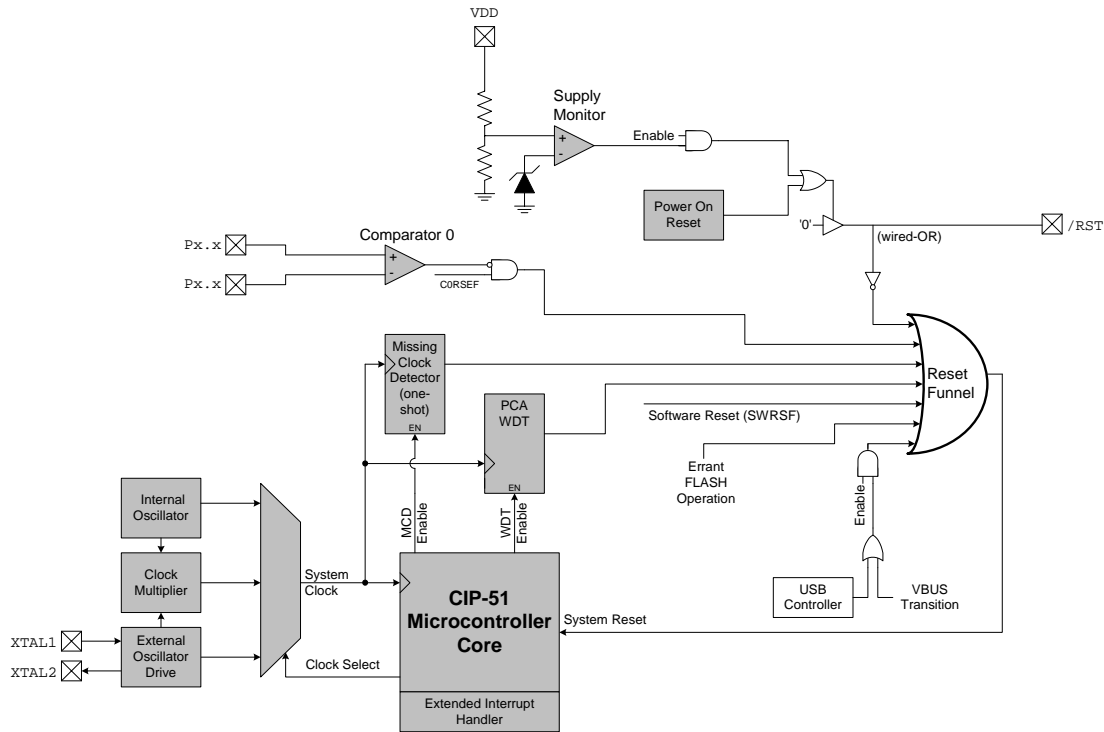 VDD
Supply
Monitor
+
-
Enable
Power On
Reset
'0'
(wired-OR)
/RST
Px.x
Px.x
Comparator 0
+
-
C0RSEF
Missing
Clock
Detector
(one-
shot)
EN
PCA
WDT
EN
Software Reset (SWRSF)
Errant
FLASH
Operation
Reset
Funnel
Enable
USB
Controller
VBUS
Transition
Internal
Oscillator
Clock
Multiplier
External
Oscillator
Drive
XTAL1
XTAL2
System
Clock
Clock Select
MCD
Enable
WDT
Enable
CIP-51
Microcontroller
Core
System Reset
Extended Interrupt
Handler